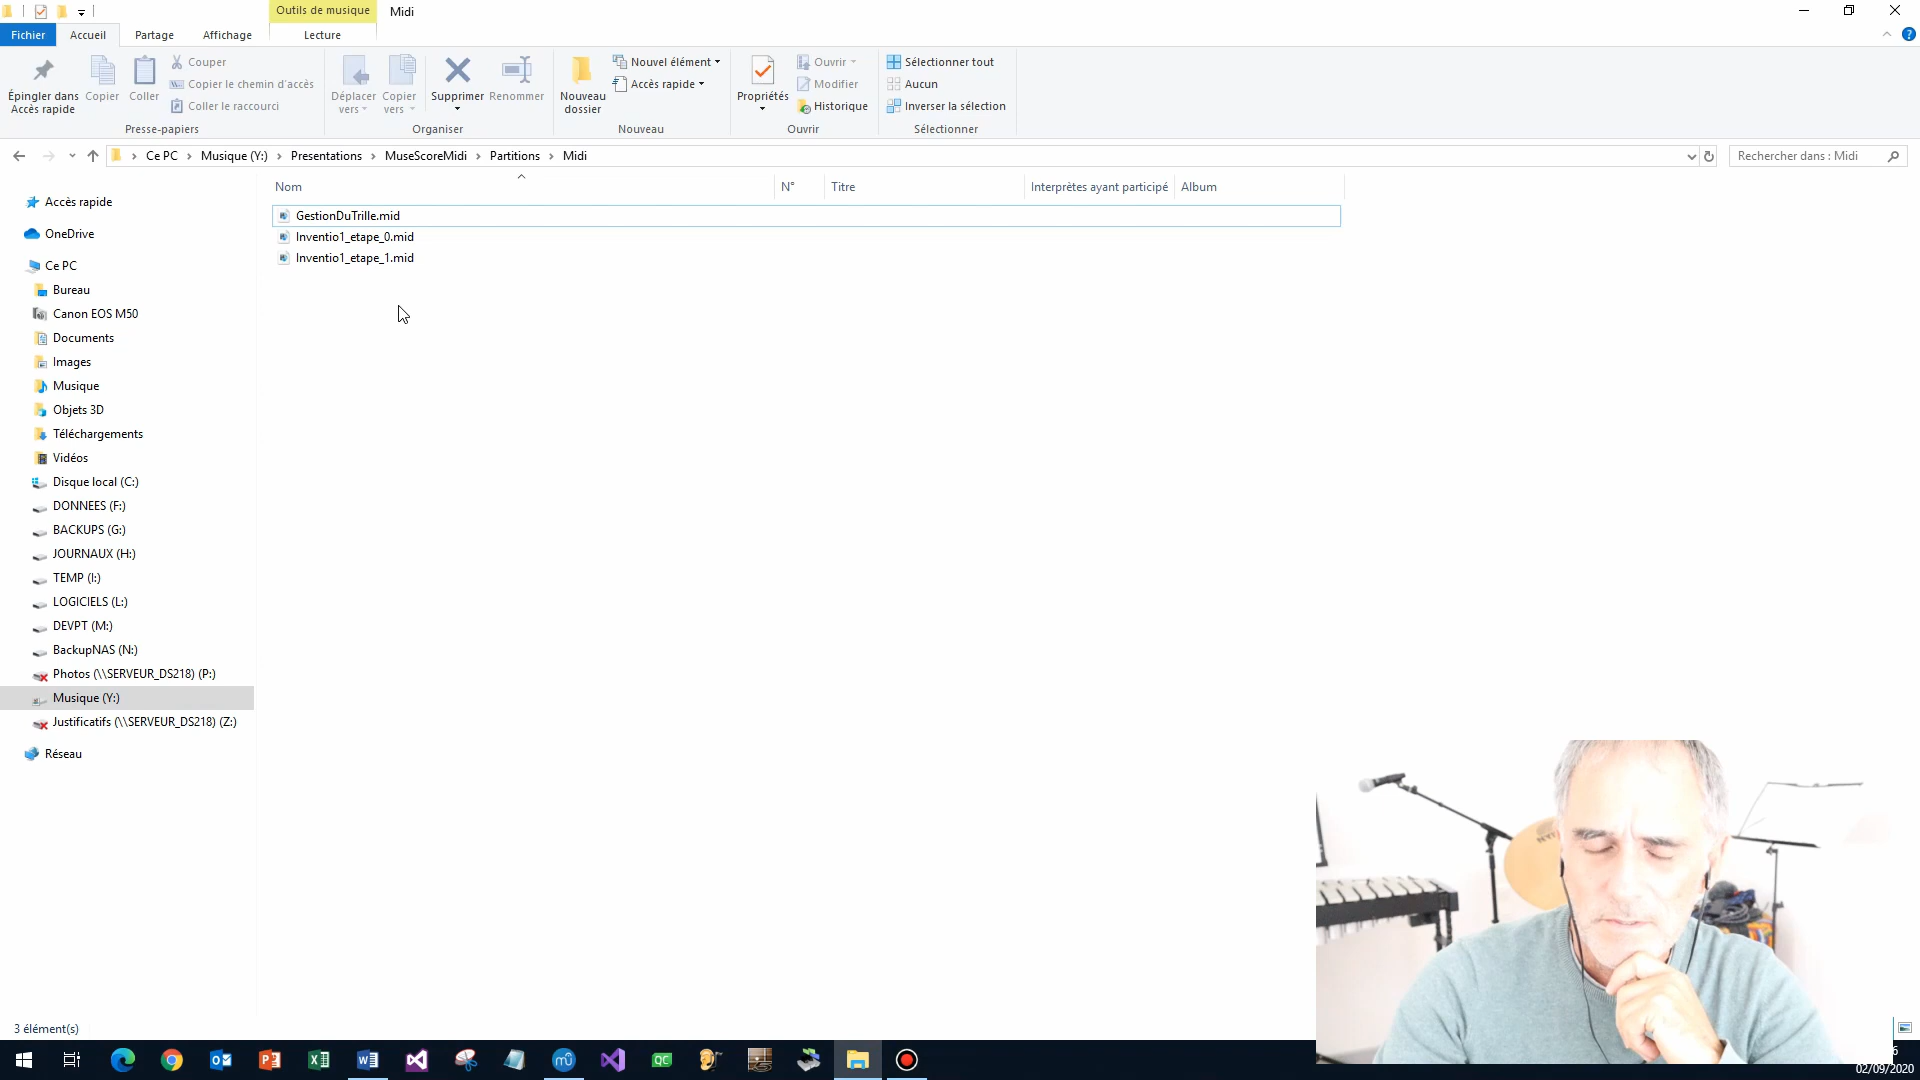 Outils de musique
Midi
Fichier
Accueil
Partage
Affichage
Lecture
Épingler dans
Accès rapide
Copier
Coller
Couper
Copier le chemin d'accès
Coller le raccourci
Presse-papiers
Déplacer
vers
Copier
vers
Supprimer
Renommer
Organiser
Nouveau
dossier
Nouvel élément
Accès rapide
Nouveau
Propriétés
Ouvrir
Modifier
Historique
Ouvrir
Sélectionner tout
Aucun
Inverser la sélection
Sélectionner
Ce PC > Musique (Y:) > Presentations > MuseScoreMidi > Partitions > Midi
Rechercher dans : Midi
Nom
N°
Titre
Interprètes ayant participé
Album
GestionDuTrille.mid
Inventio1_etape_0.mid
Inventio1_etape_1.mid
Accès rapide
OneDrive
Ce PC
Bureau
Canon EOS M50
Documents
Images
Musique
Objets 3D
Téléchargements
Vidéos
Disque local (C:)
DONNEES (F:)
BACKUPS (G:)
JOURNAUX (H:)
TEMP (I:)
LOGICIELS (L:)
DEVPT (M:)
BackupNAS (N:)
Photos (\\SERVEUR_DS218) (P:)
Musique (Y:)
Justificatifs (\\SERVEUR_DS218) (Z:)
Réseau
3 élément(s)
QC
6
02/09/2020